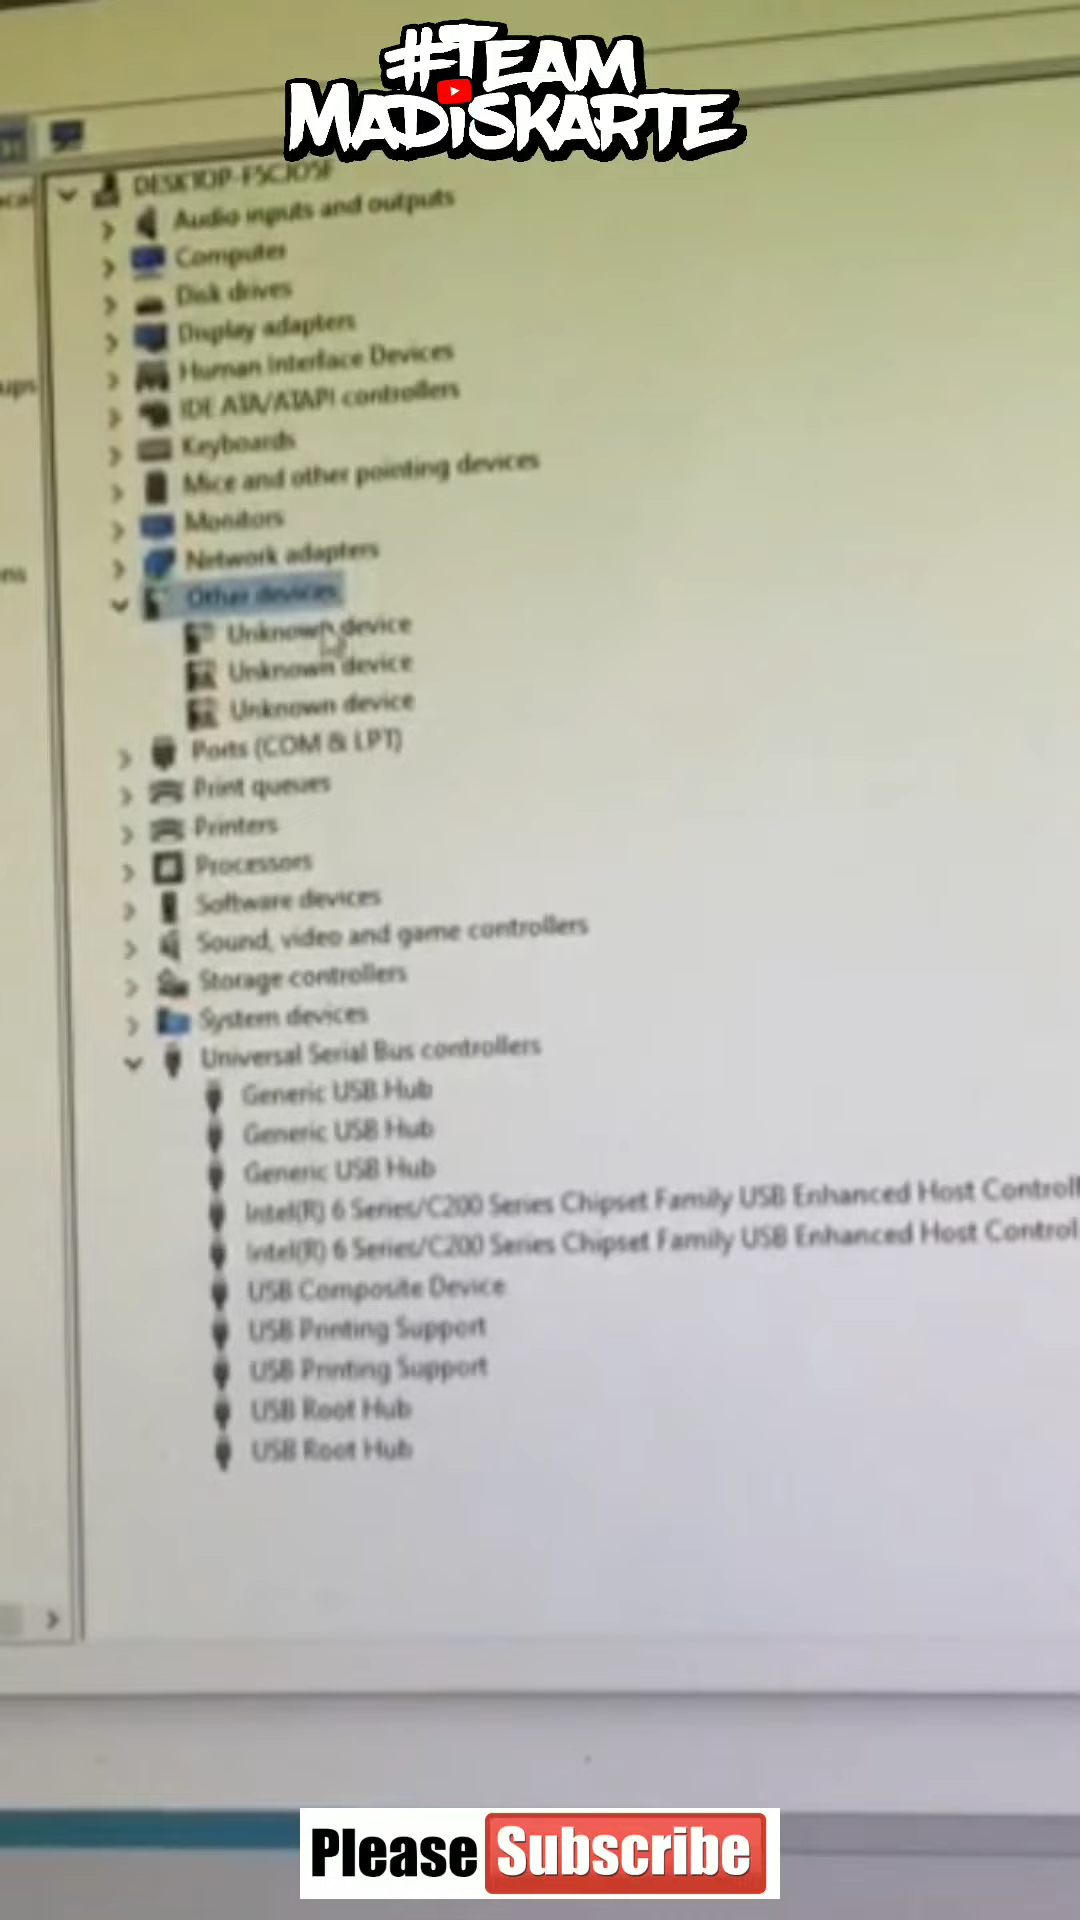 #TEAM
MADiSKARTE
Audio inputs and outputs
Computer
Disk drives
Display adapters
Human Interface Devices
IDE ATA/ATAPI controllers
Keyboards
Mice and other pointing devices
Monitors
Network adapters
Other devices
Unknown device
Unknown device
Unknown device
Ports (COM & LPT)
Print queues
Printers
Processors
Software devices
Sound, video and game controllers
Storage controllers
System devices
Universal Serial Bus controllers
Generic USB Hub
Generic USB Hub
Generic USB Hub
Intel(R) 6 Series/C200 Series Chipset Family USB Enhanced Host Controll
Intel(R) 6 Series/C200 Series Chipset Family USB Enhanced Host Control
USB Composite Device
USB Printing Support
USB Printing Support
USB Root Hub
USB Root Hub
Please Subscribe